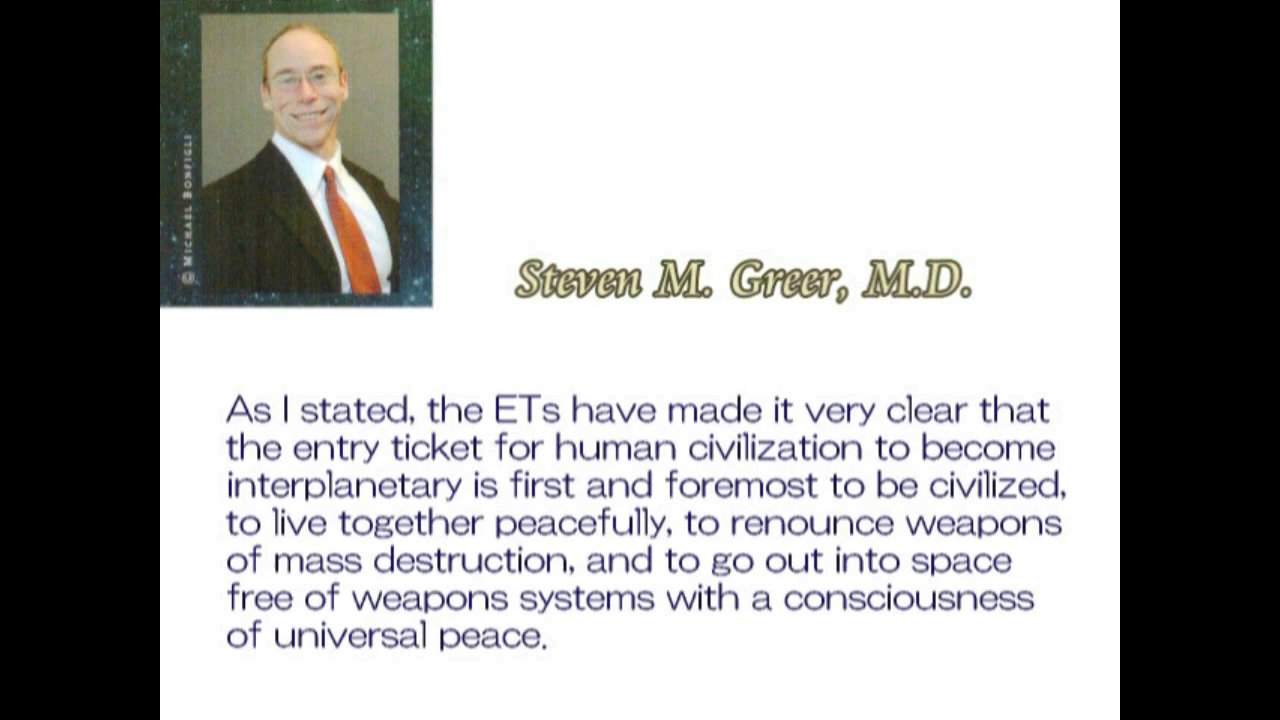 © MICHAEL BONFIGLI
Steven M. Greer, M.D.
As I stated, the ETs have made it very clear that
the entry ticket for human civilization to become
interplanetary is first and foremost to be civilized,
to live together peacefully, to renounce weapons
of mass destruction, and to go out into space
free of weapons systems with a consciousness
of universal peace.